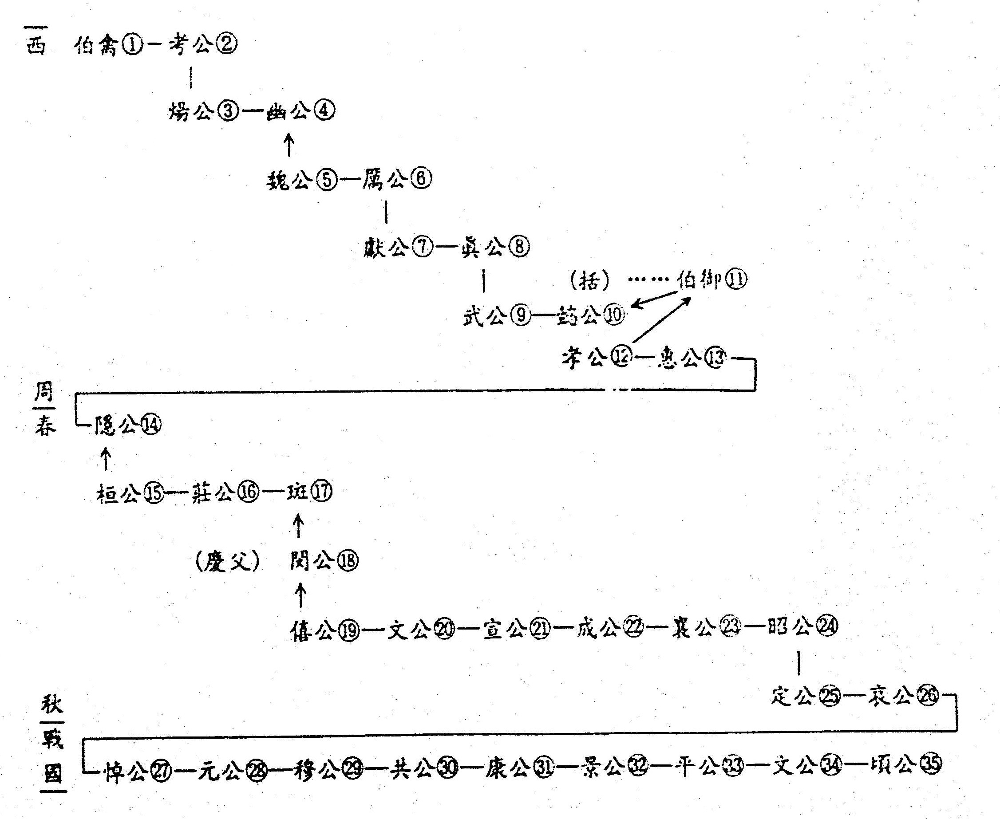 西 伯禽①-考公②
煬公③—幽公④
魏公⑤—厲公⑥
獻公⑦—眞公⑧
(括)……伯御⑪
武公⑨—懿公⑩
孝公⑫—惠公⑬
周
春 隱公⑭
桓公⑮—莊公⑯—斑⑰
(慶父) 閔公⑱
僖公⑲—文公⑳—宣公㉑—成公㉒—襄公㉓—昭公㉔
定公㉕—哀公㉖
秋
戰
國 悼公㉗—元公㉘—穆公㉙—共公㉚—康公㉛—景公㉜—平公㉝—文公㉞—頃公㉟